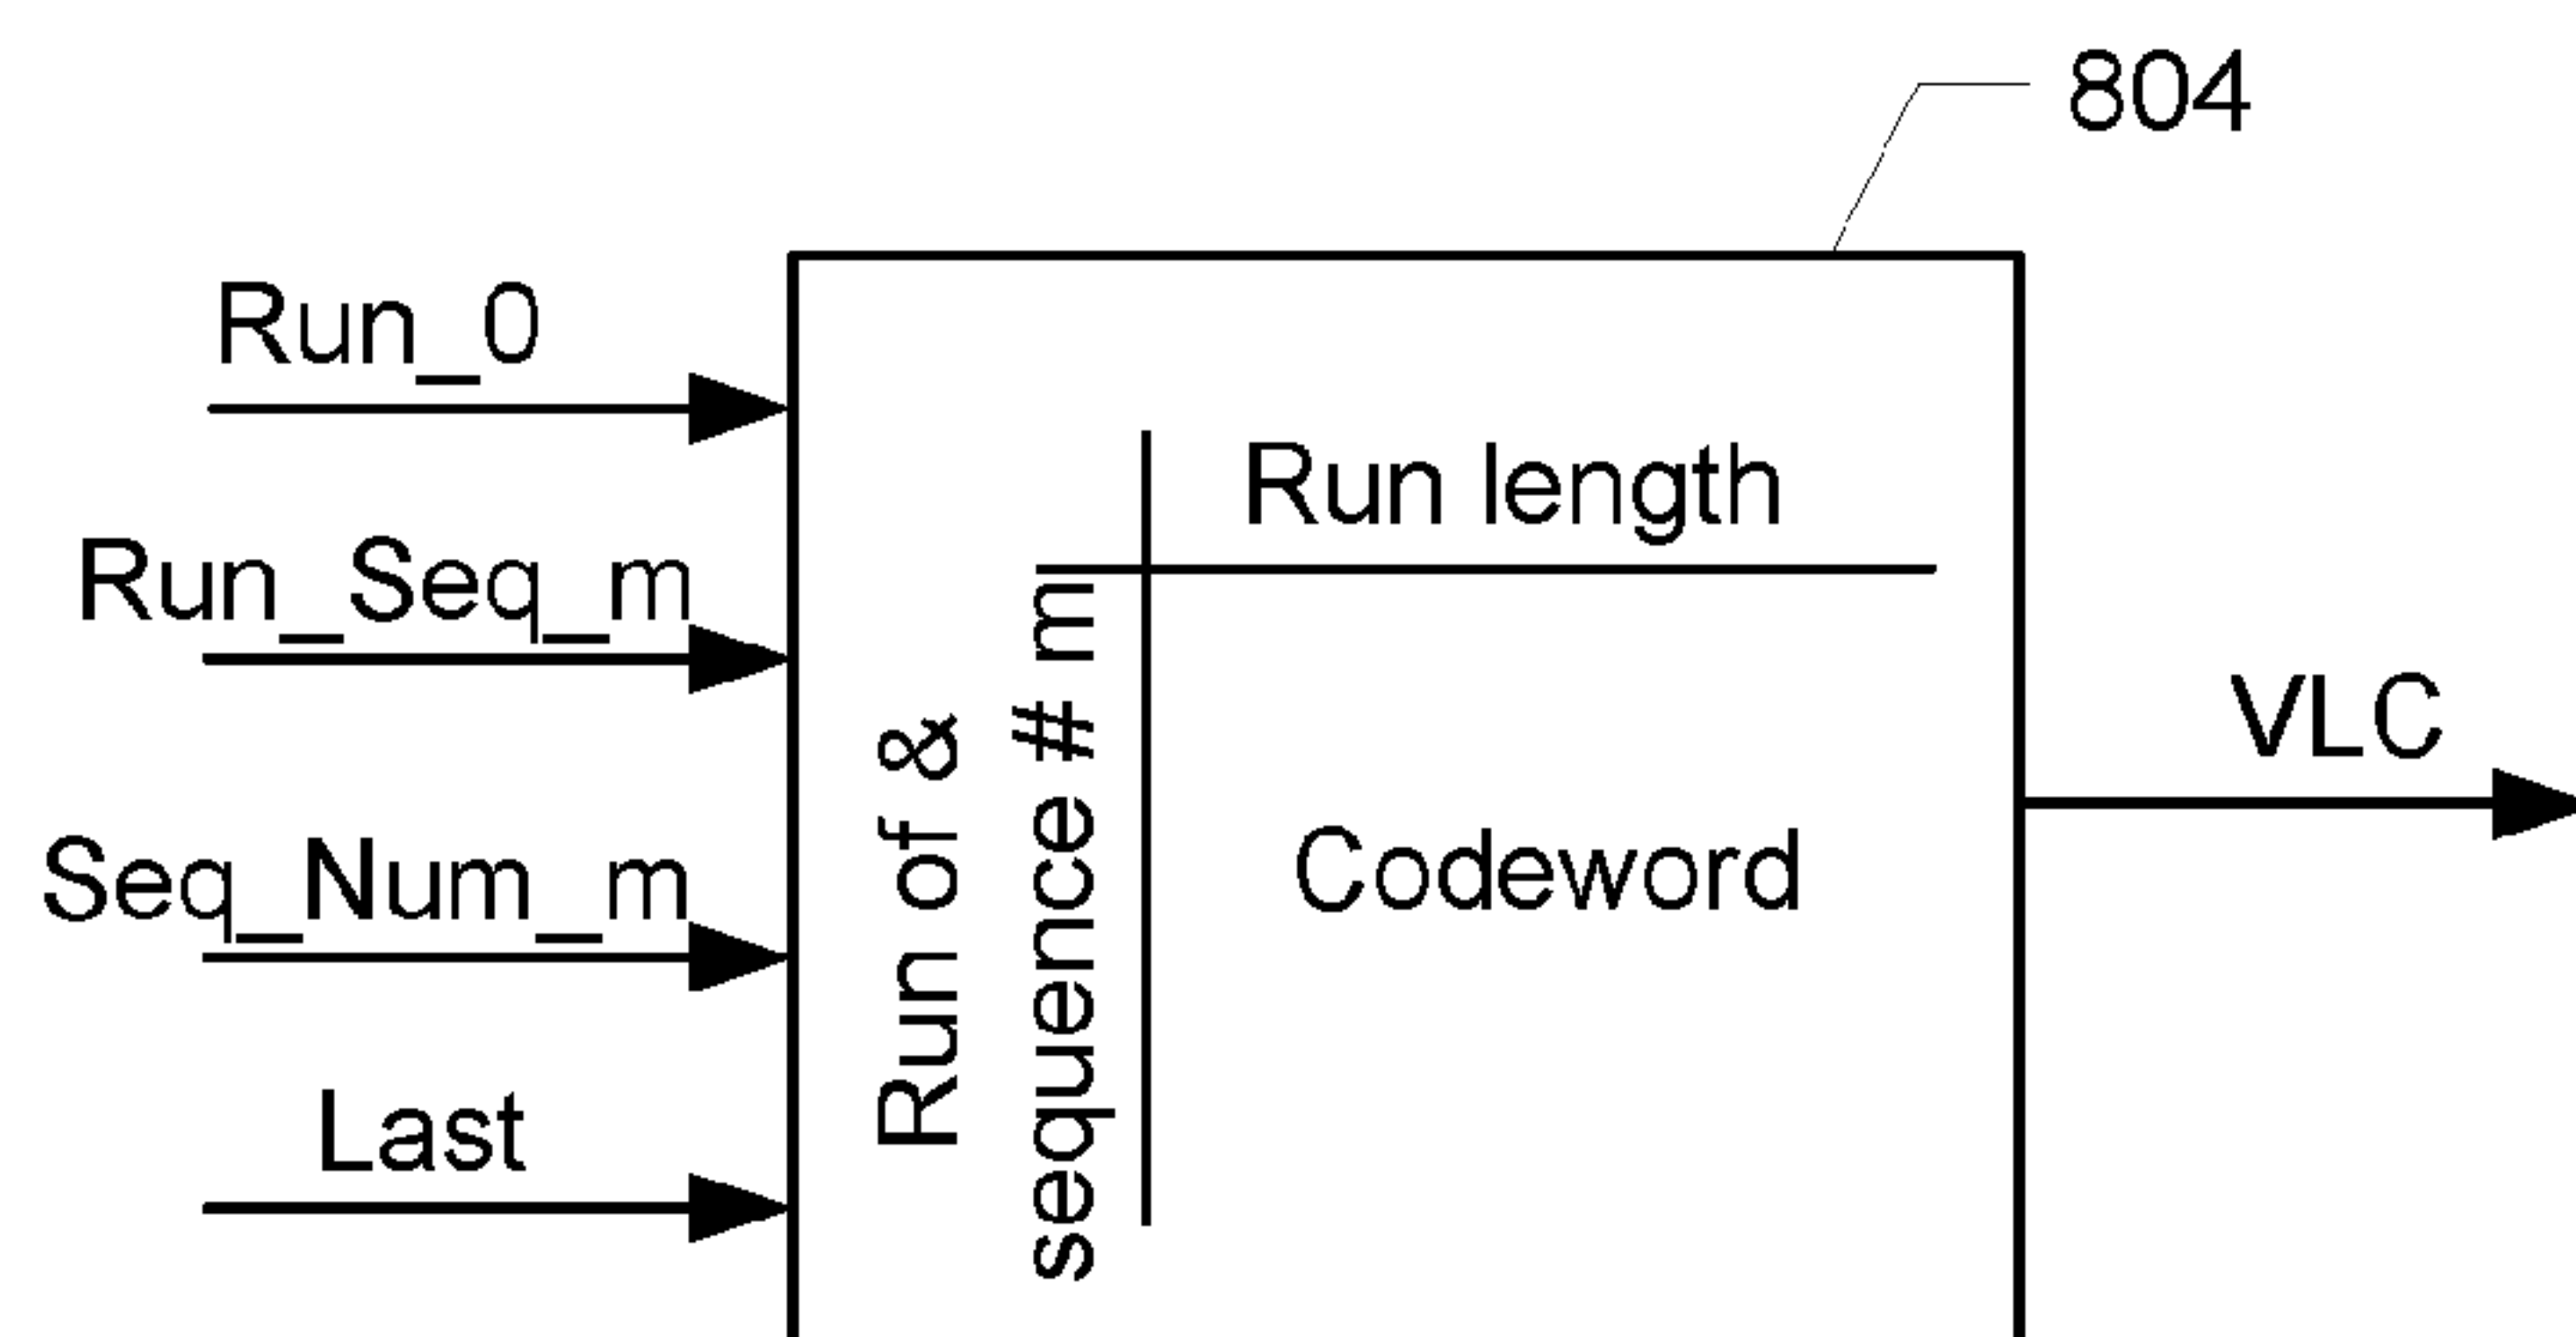 804
Run_0
Run length
Run_Seq_m
Run of &
sequence # m
VLC
Seq_Num_m
Codeword
Last